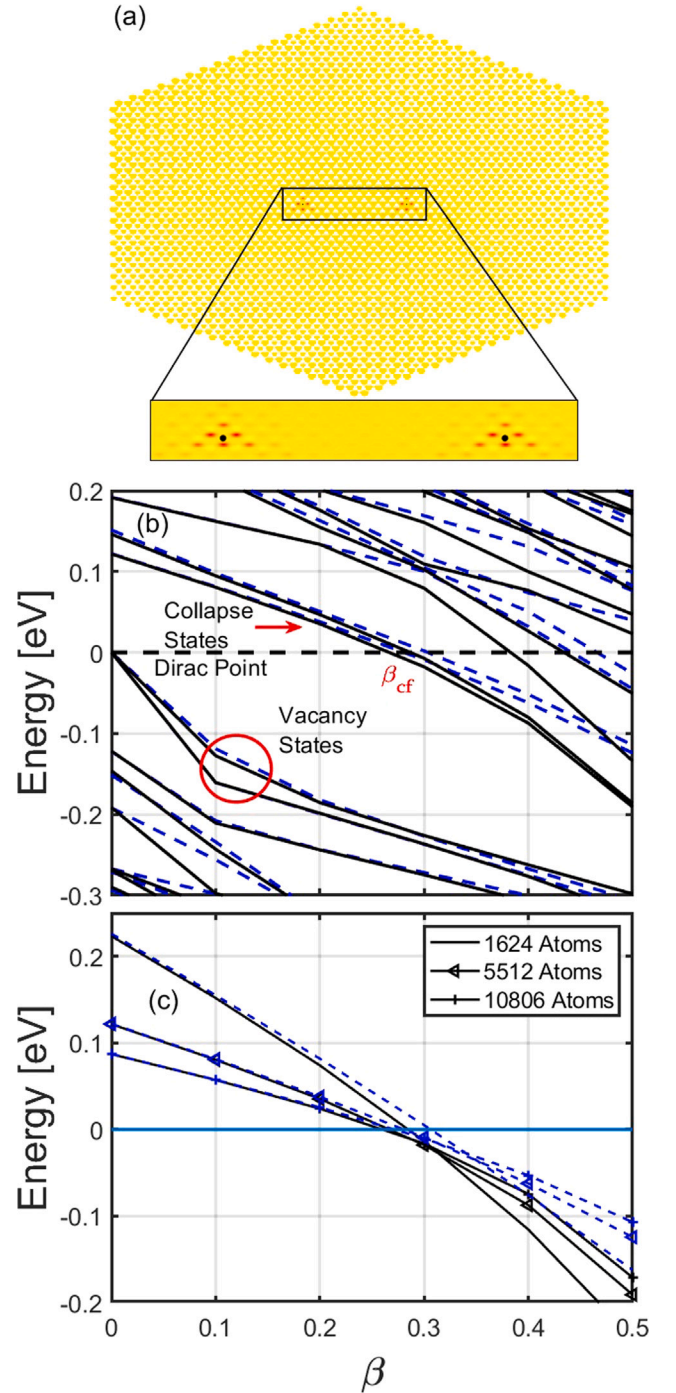 (a)
0.2
(b)
0.1
Collapse
States
0
Dirac Point
β_cf
Energy [eV]
-0.1
Vacancy
States
-0.2
-0.3
0.2
(c)
1624 Atoms
5512 Atoms
10806 Atoms
0.1
Energy [eV]
0
-0.1
-0.2
0 0.1 0.2 0.3 0.4 0.5
β